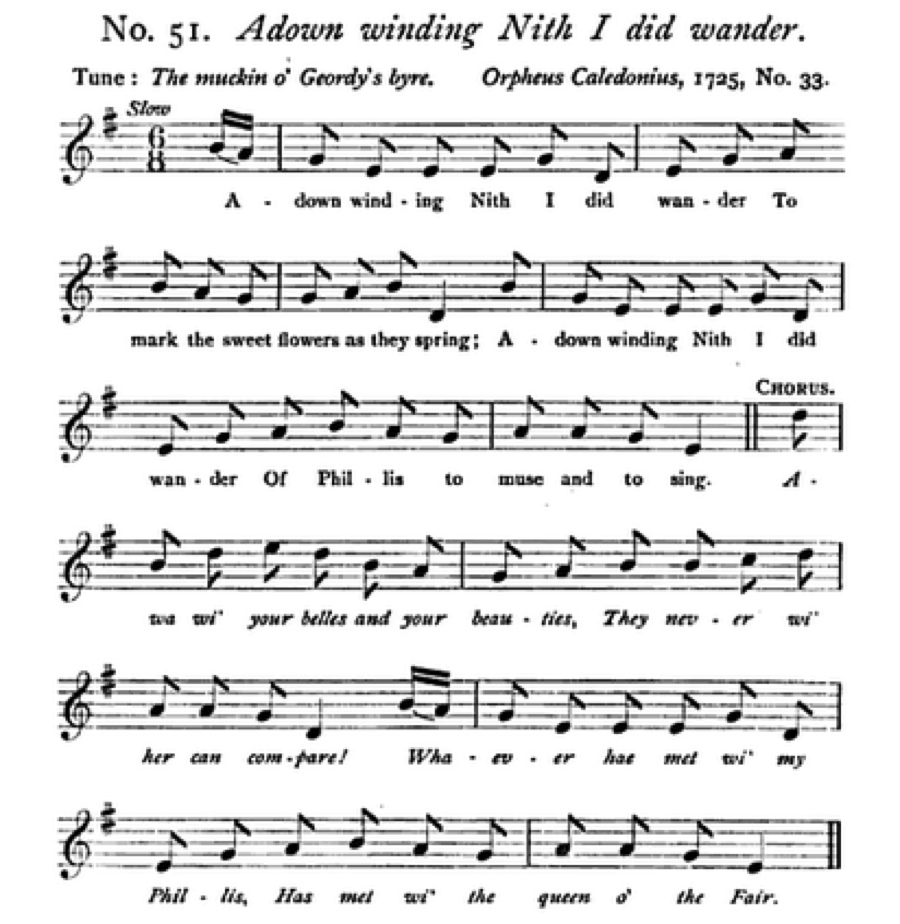 No. 51. Adown winding Nith I did wander.
Tune: The muckin o' Geordy's byre. Orpheus Caledonius, 1725, No. 33.
Slow
6
8
A - down wind - ing Nith I did wan - der To
mark the sweet flowers as they spring; A - down winding Nith I did
CHORUS.
wan - der Of Phil - lis to muse and to sing. A -
wa wi' your belles and your beau - ties, They nev - er wi'
her can com - pare! Wha - ev - er hae met wi' my
Phil - lis, Has met wi' the queen o' the Fair.